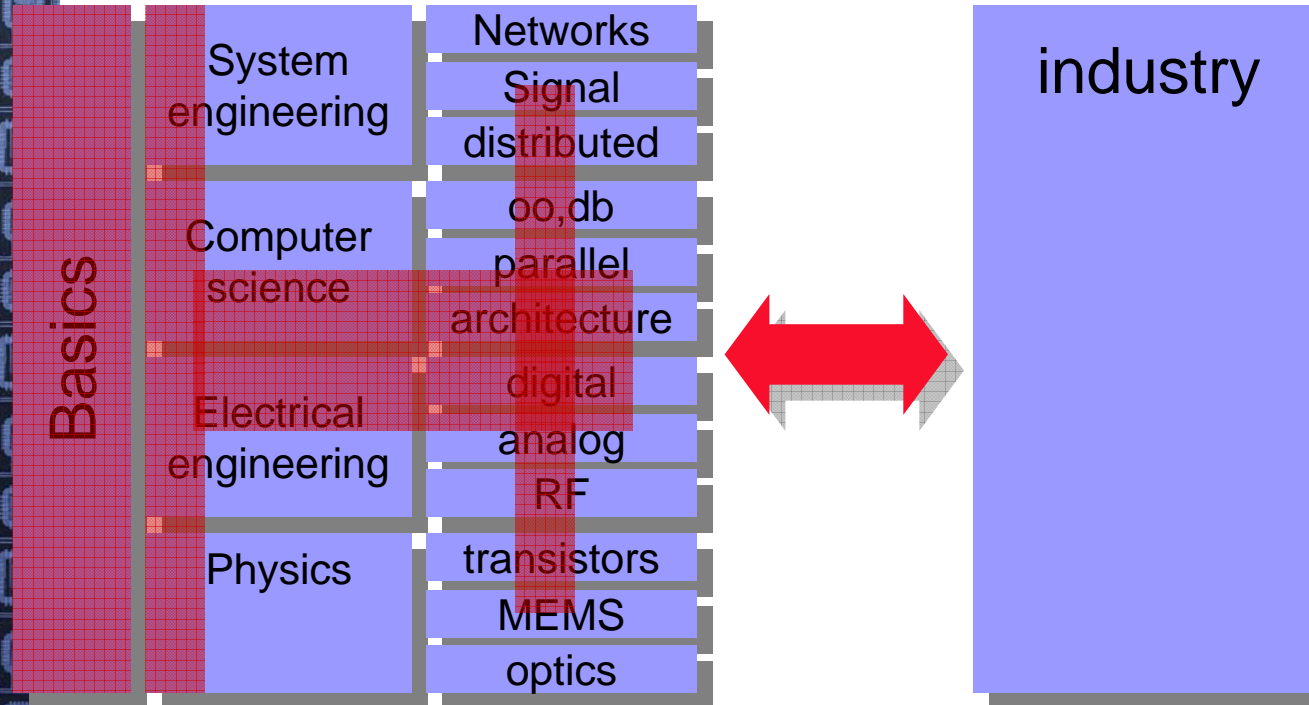 Basics
System
engineering
Computer
science
Electrical
engineering
Physics
Networks
Signal
distributed
oo,db
parallel
architecture
digital
analog
RF
transistors
MEMS
optics
industry